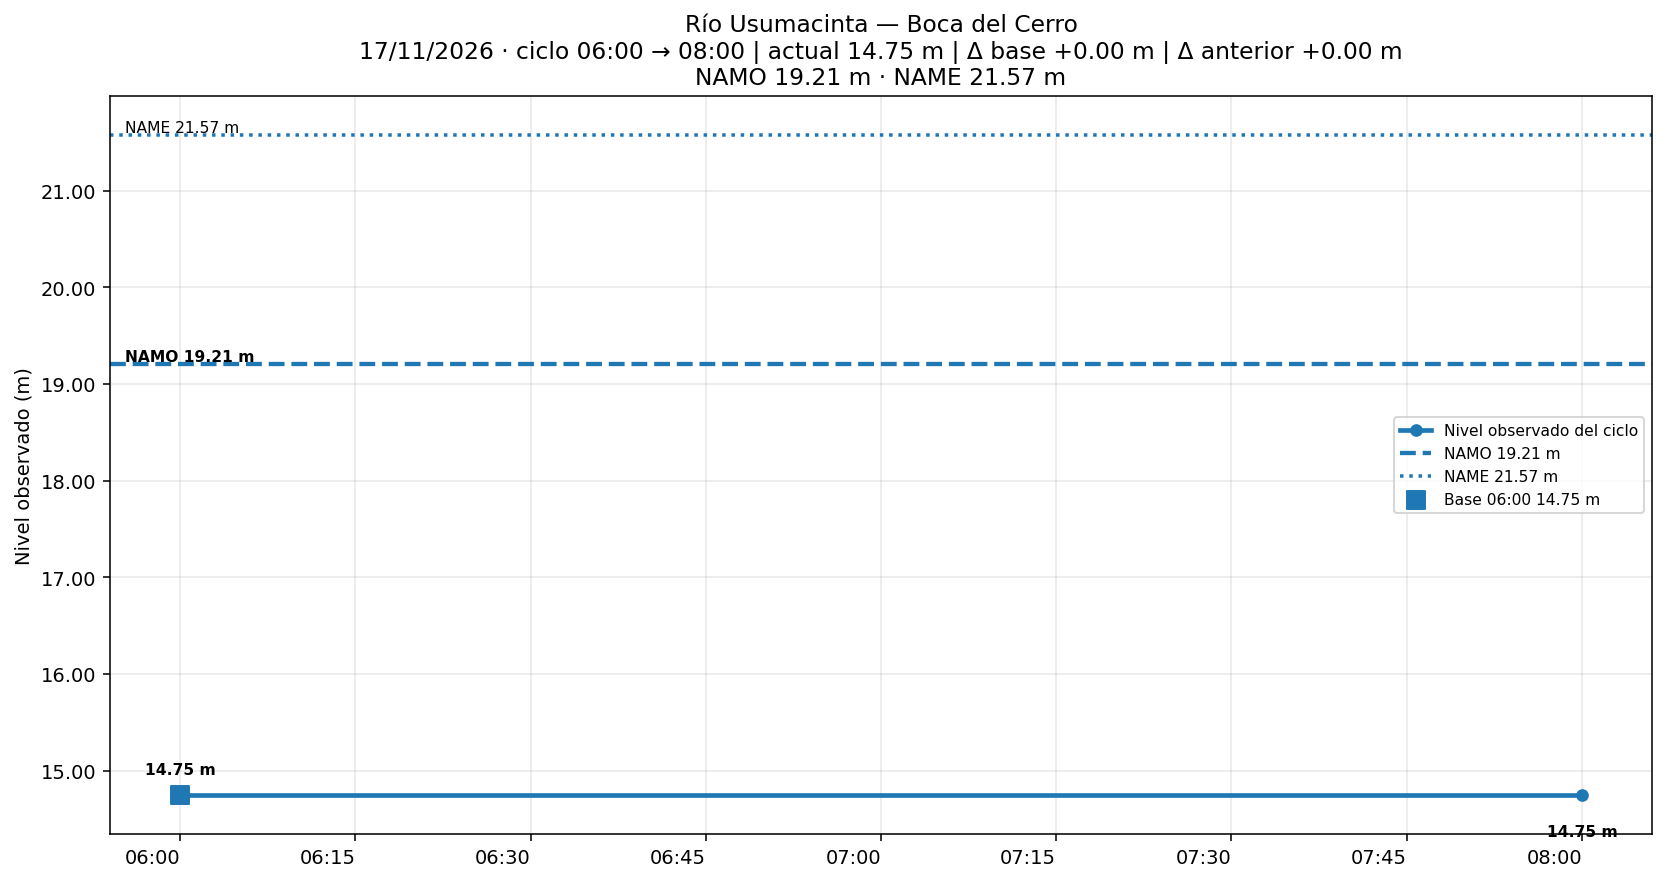 Río Usumacinta — Boca del Cerro
17/11/2026 · ciclo 06:00 → 08:00 | actual 14.75 m | Δ base +0.00 m | Δ anterior +0.00 m
NAMO 19.21 m · NAME 21.57 m
NAME 21.57 m
21.00
20.00
NAMO 19.21 m
19.00
18.00
17.00
16.00
15.00
Nivel observado (m)
Nivel observado del ciclo
NAMO 19.21 m
NAME 21.57 m
Base 06:00 14.75 m
14.75 m
14.75 m
06:00
06:15
06:30
06:45
07:00
07:15
07:30
07:45
08:00